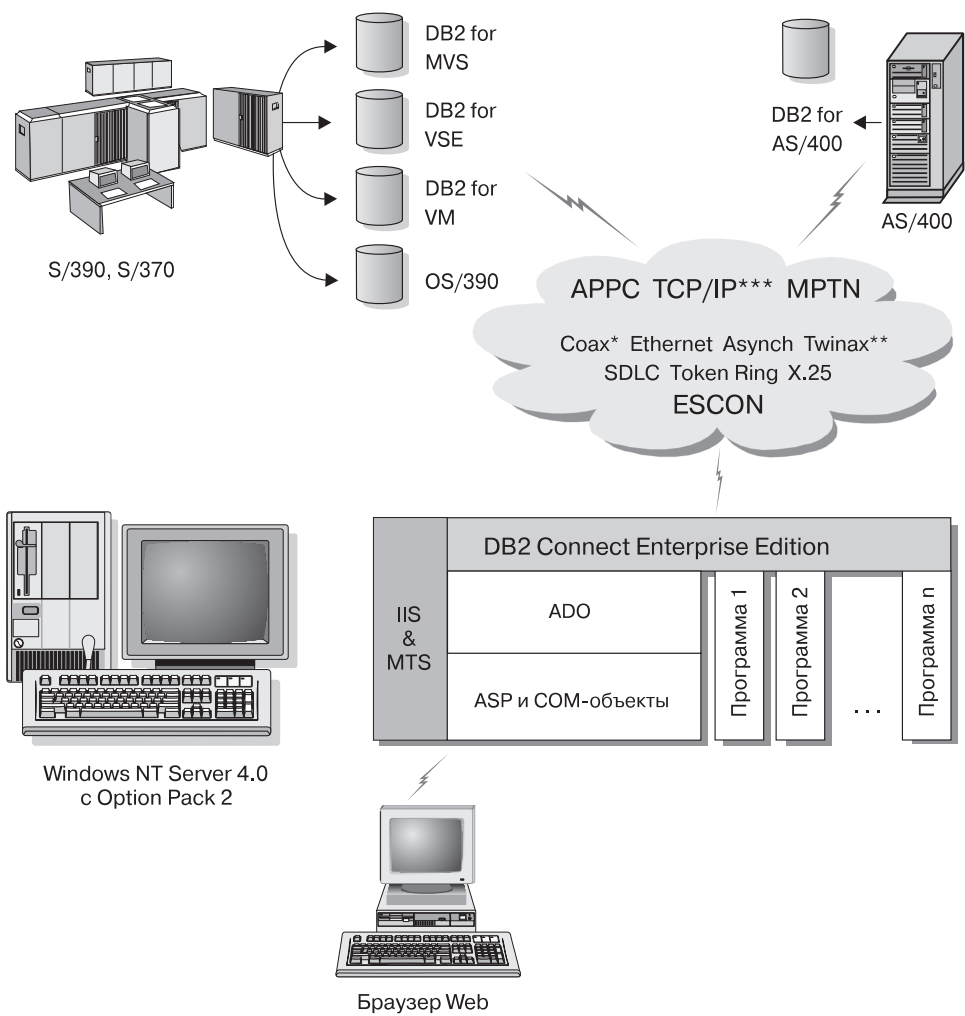 DB2 for
MVS
DB2 for
VSE
DB2 for
VM
OS/390
S/390, S/370
DB2 for
AS/400
AS/400
APPC TCP/IP*** MPTN
Coax* Ethernet Asynch Twinax**
SDLC Token Ring X.25
ESCON
DB2 Connect Enterprise Edition
IIS
&
MTS
ADO
ASP и COM-объекты
Программа 1
Программа 2
...
Программа n
Windows NT Server 4.0
с Option Pack 2
Браузер Web